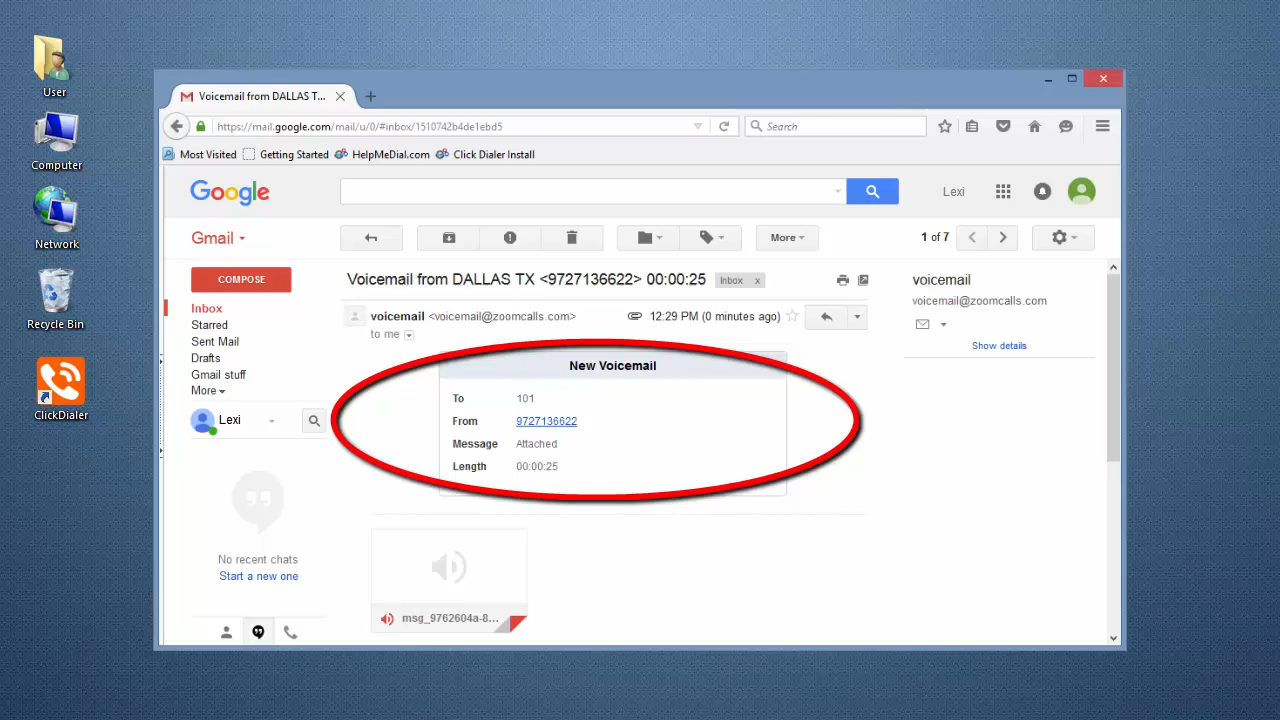 User
Computer
Network
Recycle Bin
ClickDialer
Voicemail from DALLAS T...
https://mail.google.com/mail/u/0/#inbox/1510742b4de1ebd5
Search
Most Visited Getting Started HelpMeDial.com Click Dialer Install
Google
Lexi
Gmail
More
1 of 7
COMPOSE
Inbox
Starred
Sent Mail
Drafts
Gmail stuff
More
Lexi
No recent chats
Start a new one
Voicemail from DALLAS TX <9727136622> 00:00:25 Inbox x
voicemail <voicemail@zoomcalls.com> 12:29 PM (0 minutes ago)
to me
New Voicemail
To 101
From 9727136622
Message Attached
Length 00:00:25
msg_9762604a-8...
voicemail
voicemail@zoomcalls.com
Show details